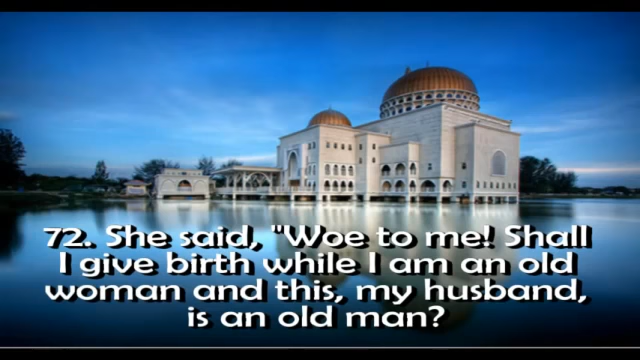 72. She said, "Woe to me! Shall
I give birth while I am an old
woman and this, my husband,
is an old man?